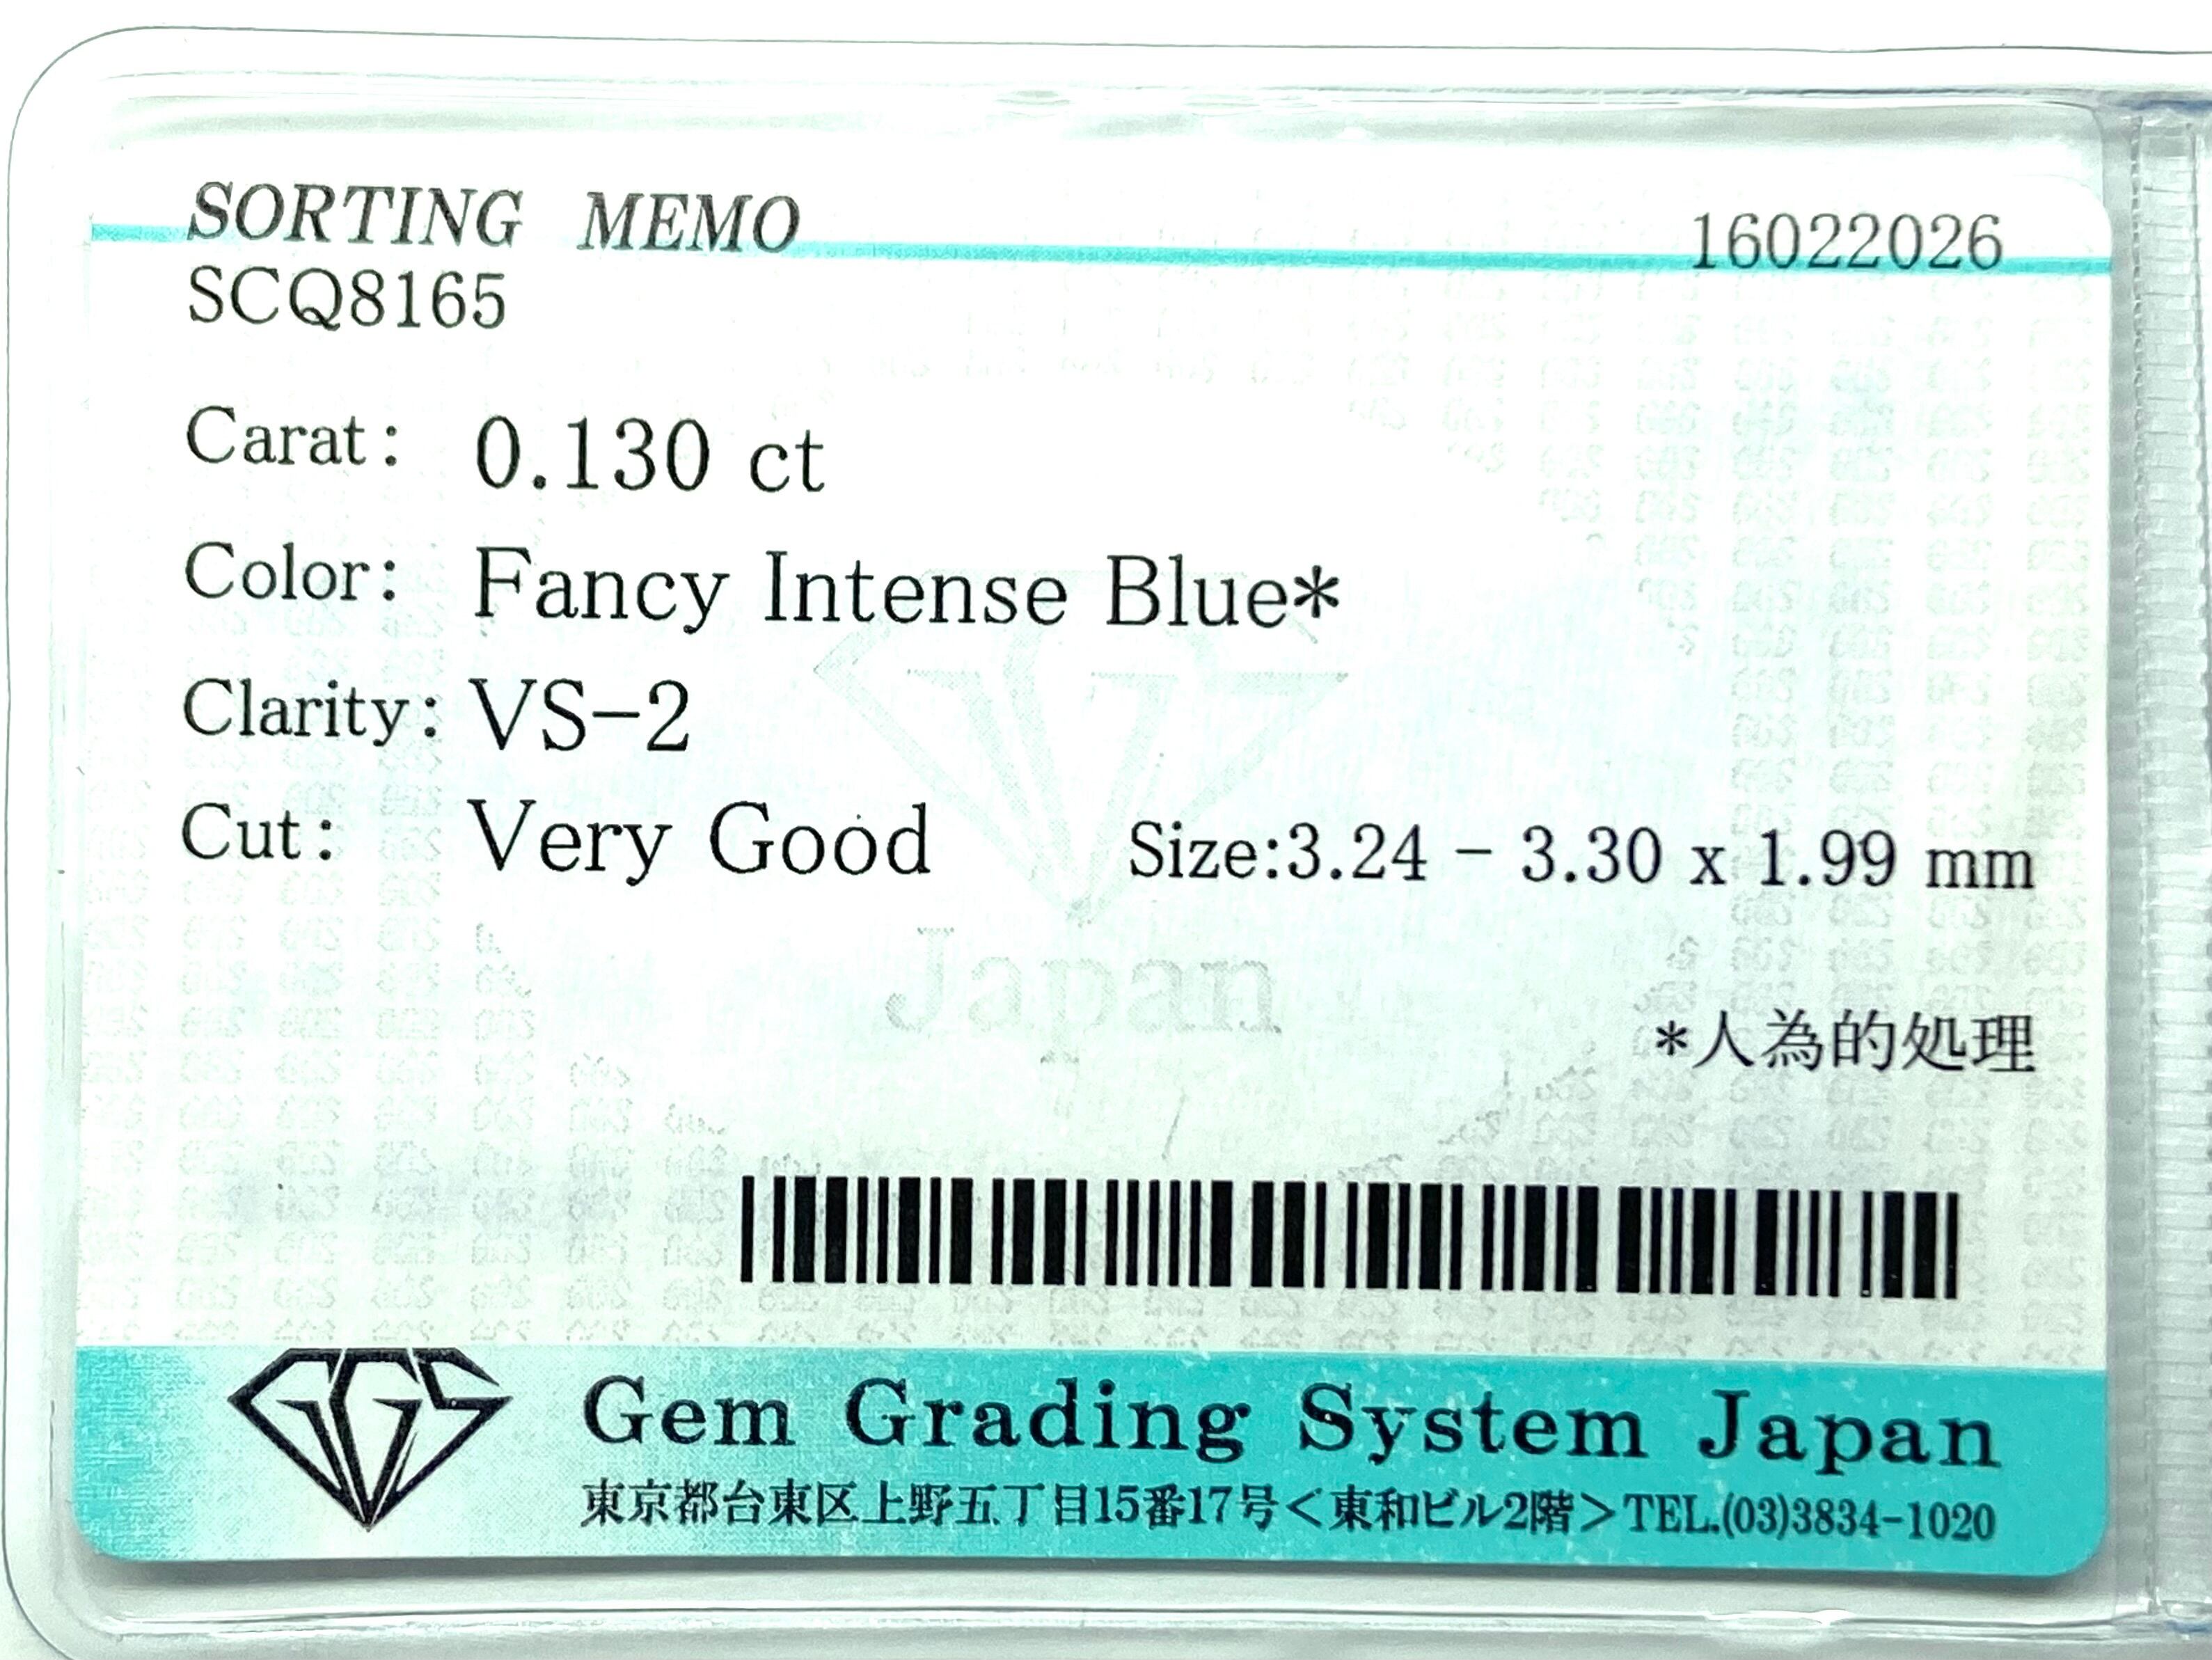 SORTING MEMO 16022026
SCQ8165
Carat: 0.130 ct
Color: Fancy Intense Blue*
Clarity: VS-2
Cut: Very Good Size:3.24 - 3.30 x 1.99 mm
Japan
*人為的処理
GGS Gem Grading System Japan
東京都台東区上野五丁目15番17号<東和ビル2階>TEL.(03)3834-1020